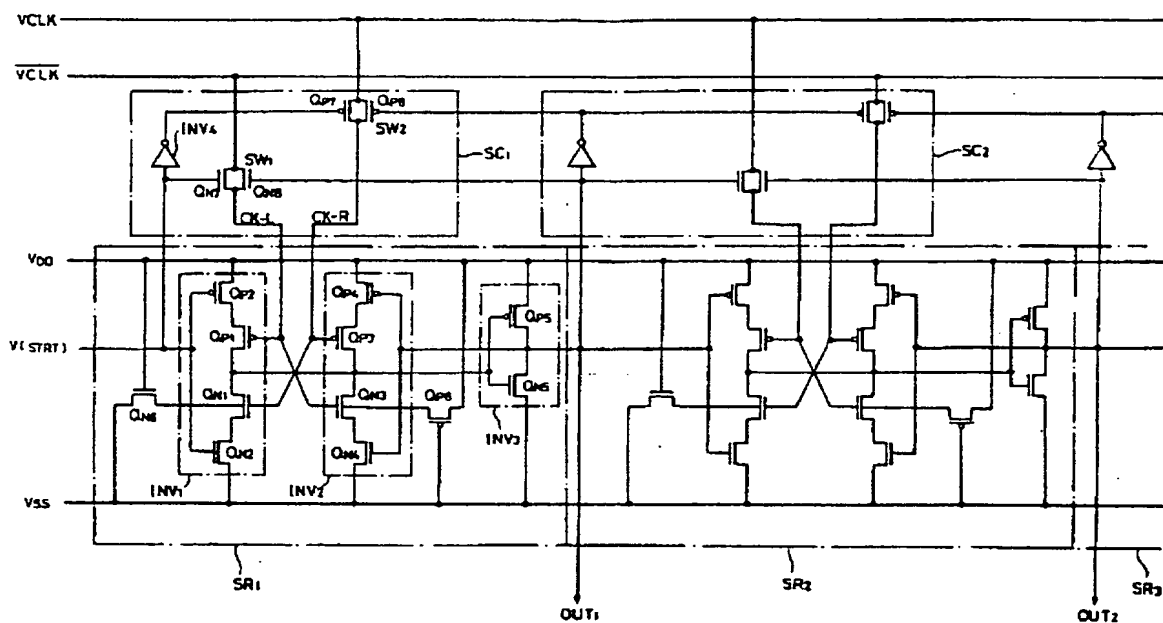 VCLK
VCLK
QP7 QP8
INV4
SW2
SC1
SC2
SW1
QN7 QN8
CK-L CK-R
VDD
QP2 QP4
QP5
QP1 QP3
V(STRT)
QN1 QN3 QP6 QN5
QN6
INV3
QN2 QN4
INV1 INV2
VSS
SR1 SR2 SR3
OUT1 OUT2